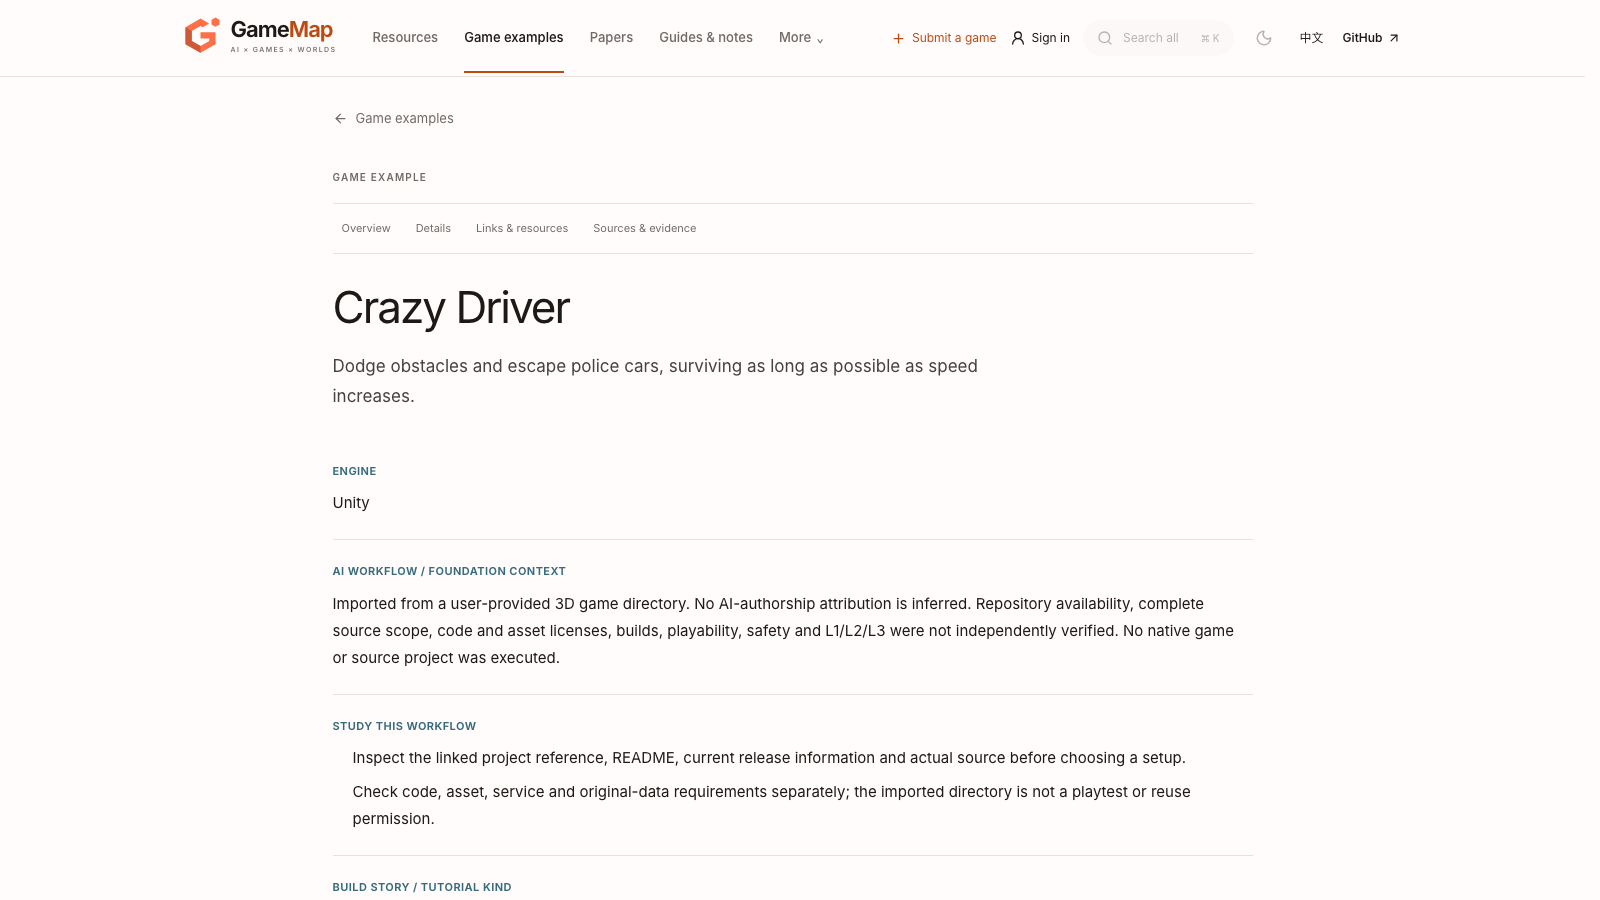 GameMap
AI × GAMES × WORLDS
Resources
Game examples
Papers
Guides & notes
More
Submit a game
Sign in
Search all
⌘ K
中文
GitHub
Game examples
GAME EXAMPLE
Overview
Details
Links & resources
Sources & evidence
Crazy Driver
Dodge obstacles and escape police cars, surviving as long as possible as speed
increases.
ENGINE
Unity
AI WORKFLOW / FOUNDATION CONTEXT
Imported from a user-provided 3D game directory. No AI-authorship attribution is inferred. Repository availability, complete
source scope, code and asset licenses, builds, playability, safety and L1/L2/L3 were not independently verified. No native game
or source project was executed.
STUDY THIS WORKFLOW
Inspect the linked project reference, README, current release information and actual source before choosing a setup.
Check code, asset, service and original-data requirements separately; the imported directory is not a playtest or reuse
permission.
BUILD STORY / TUTORIAL KIND